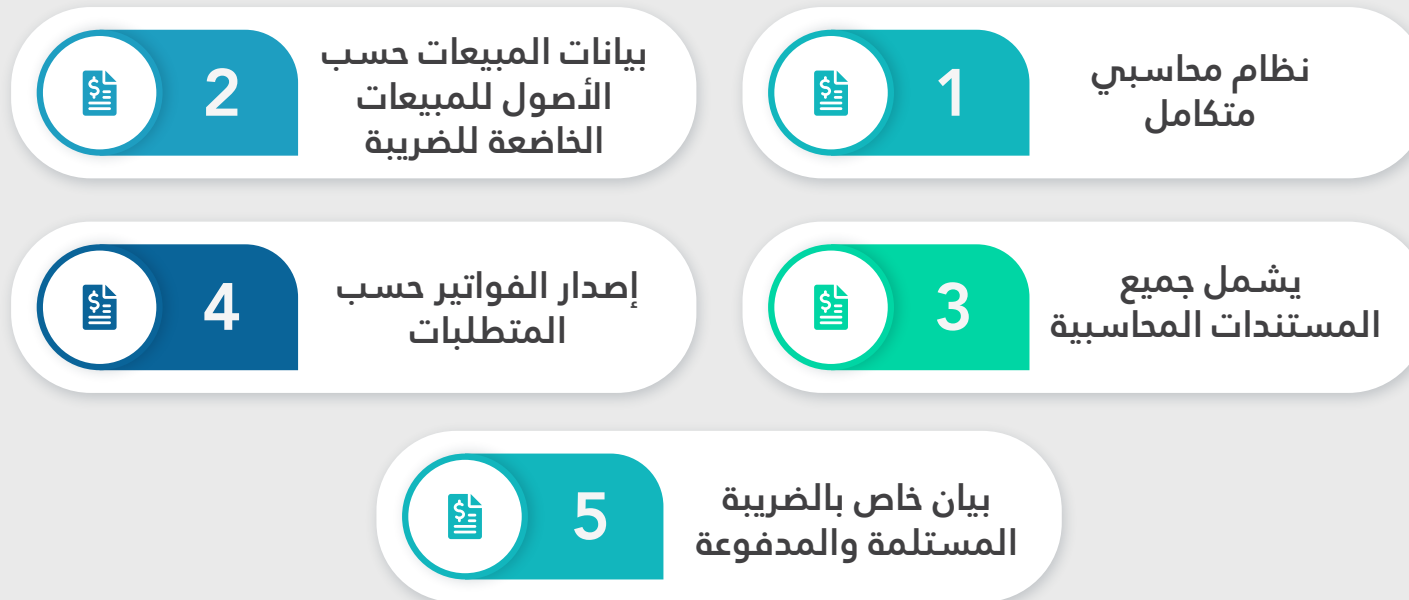 1
نظام محاسبي
متكامل
2
بيانات المبيعات حسب
الأصول للمبيعات
الخاضعة للضريبة
3
يشمل جميع
المستندات المحاسبية
4
إصدار الفواتير حسب
المتطلبات
5
بيان خاص بالضريبة
المستلمة والمدفوعة